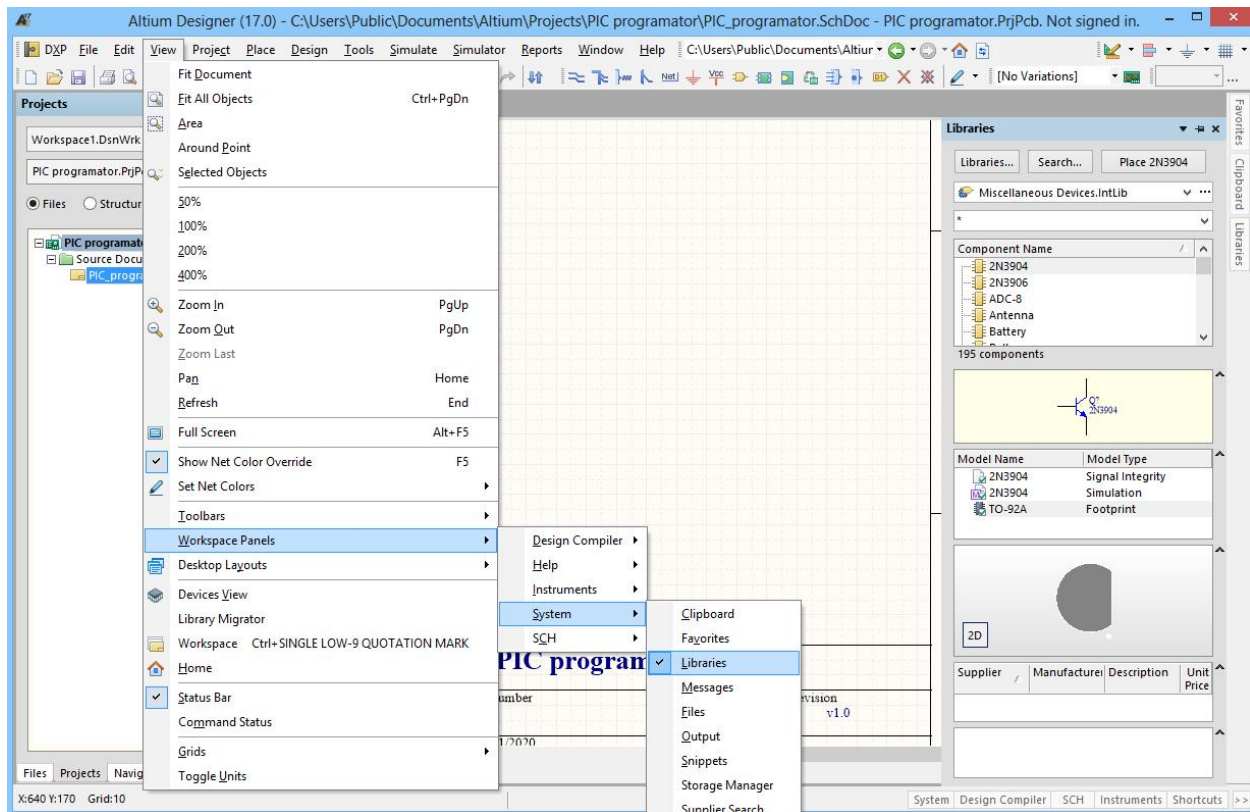 Altium Designer (17.0) - C:\Users\Public\Documents\Altium\Projects\PIC programator\PIC_programator.SchDoc - PIC programator.PrjPcb. Not signed in.
DXP File Edit View Project Place Design Tools Simulate Simulator Reports Window Help C:\Users\Public\Documents\Altiur
Net Vcc [No Variations] ...
Projects
Workspace1.DsnWrk
PIC programator.PrjP
Files Structur
PIC programat
Source Docu
PIC_progra
Fit Document
Fit All Objects Ctrl+PgDn
Area
Around Point
Selected Objects
50%
100%
200%
400%
Zoom In PgUp
Zoom Out PgDn
Zoom Last
Pan Home
Refresh End
Full Screen Alt+F5
Show Net Color Override F5
Set Net Colors
Toolbars
Workspace Panels
Desktop Layouts
Devices View
Library Migrator
Workspace Ctrl+SINGLE LOW-9 QUOTATION MARK
Home
Status Bar
Command Status
Grids
Toggle Units
Design Compiler
Help
Instruments
System
SCH
Clipboard
Favorites
Libraries
Messages
Files
Output
Snippets
Storage Manager
Supplier Search
PIC program
umber
evision
v1.0
1/2020
Libraries
Libraries... Search... Place 2N3904
Miscellaneous Devices.IntLib ...
*
Component Name /
2N3904
2N3906
ADC-8
Antenna
Battery
195 components
Q?
2N3904
Model Name Model Type
2N3904 Signal Integrity
2N3904 Simulation
TO-92A Footprint
2D
Supplier / Manufacturer Description Unit Price
Favorites
Clipboard
Libraries
Files Projects Navig
X:640 Y:170 Grid:10
System Design Compiler SCH Instruments Shortcuts >>